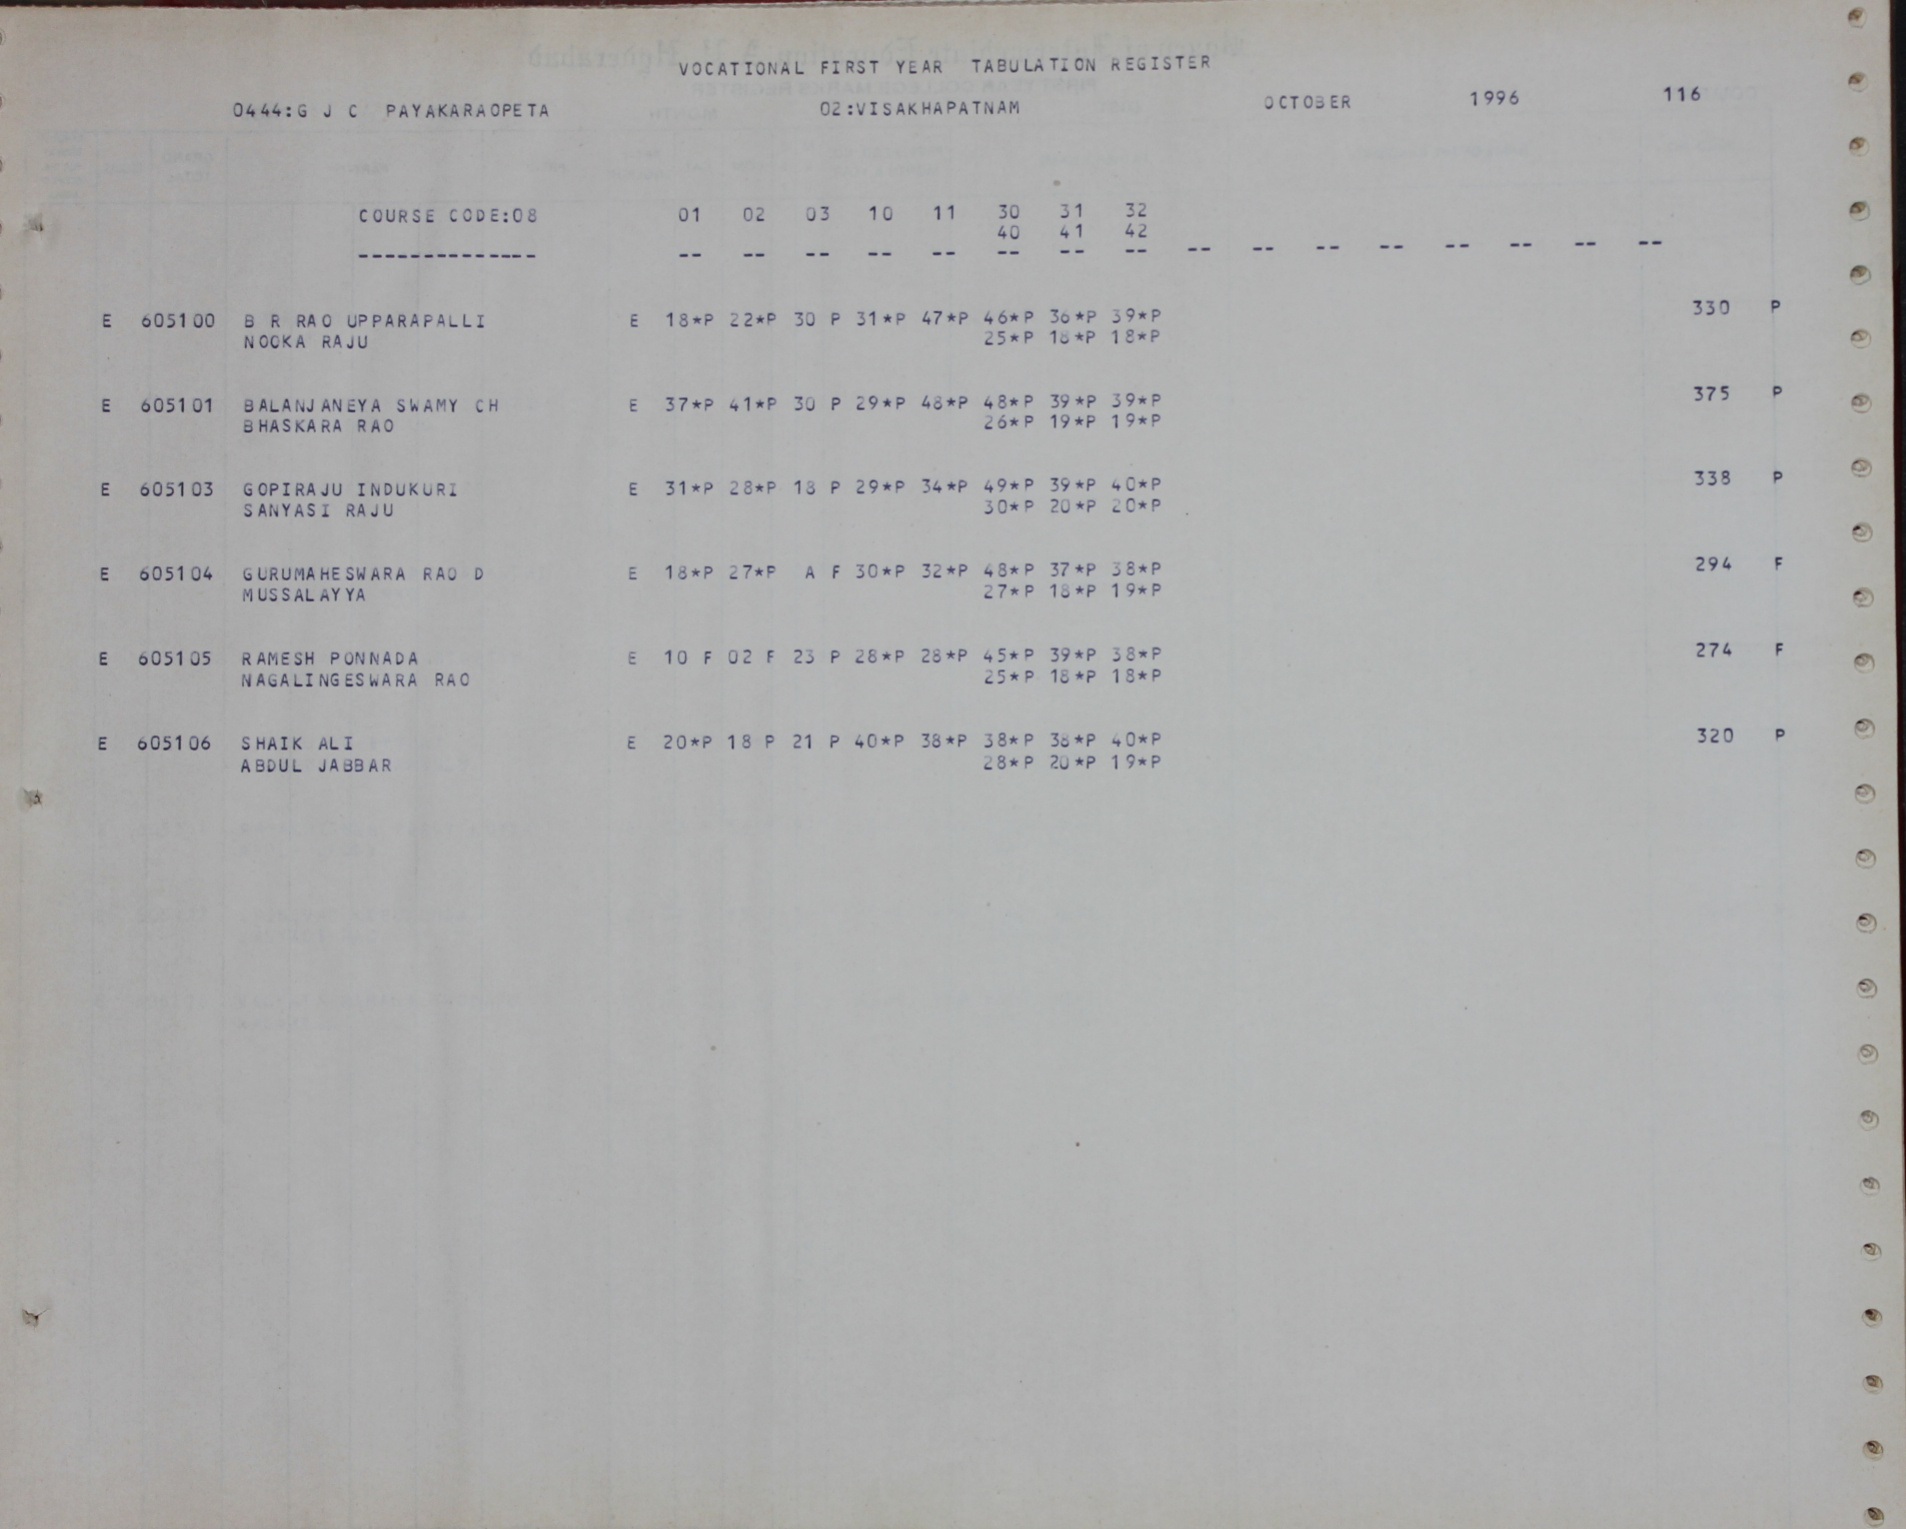 VOCATIONAL FIRST YEAR TABULATION REGISTER
0444:G J C PAYAKARAOPETA 02:VISAKHAPATNAM OCTOBER 1996 116
COURSE CODE:08 01 02 03 10 11 30 31 32
40 41 42
-------------- -- -- -- -- -- -- -- -- -- -- -- -- -- -- -- --
E 605100 B R RAO UPPARAPALLI E 18*P 22*P 30 P 31*P 47*P 46*P 36*P 39*P 330 P
NOOKA RAJU 25*P 18*P 18*P
E 605101 BALANJANEYA SWAMY CH E 37*P 41*P 30 P 29*P 48*P 48*P 39*P 39*P 375 P
BHASKARA RAO 26*P 19*P 19*P
E 605103 GOPIRAJU INDUKURI E 31*P 28*P 18 P 29*P 34*P 49*P 39*P 40*P 338 P
SANYASI RAJU 30*P 20*P 20*P
E 605104 GURUMAHESWARA RAO D E 18*P 27*P A F 30*P 32*P 48*P 37*P 38*P 294 F
MUSSALAYYA 27*P 18*P 19*P
E 605105 RAMESH PONNADA E 10 F 02 F 23 P 28*P 28*P 45*P 39*P 38*P 274 F
NAGALINGESWARA RAO 25*P 18*P 18*P
E 605106 SHAIK ALI E 20*P 18 P 21 P 40*P 38*P 38*P 38*P 40*P 320 P
ABDUL JABBAR 28*P 20*P 19*P